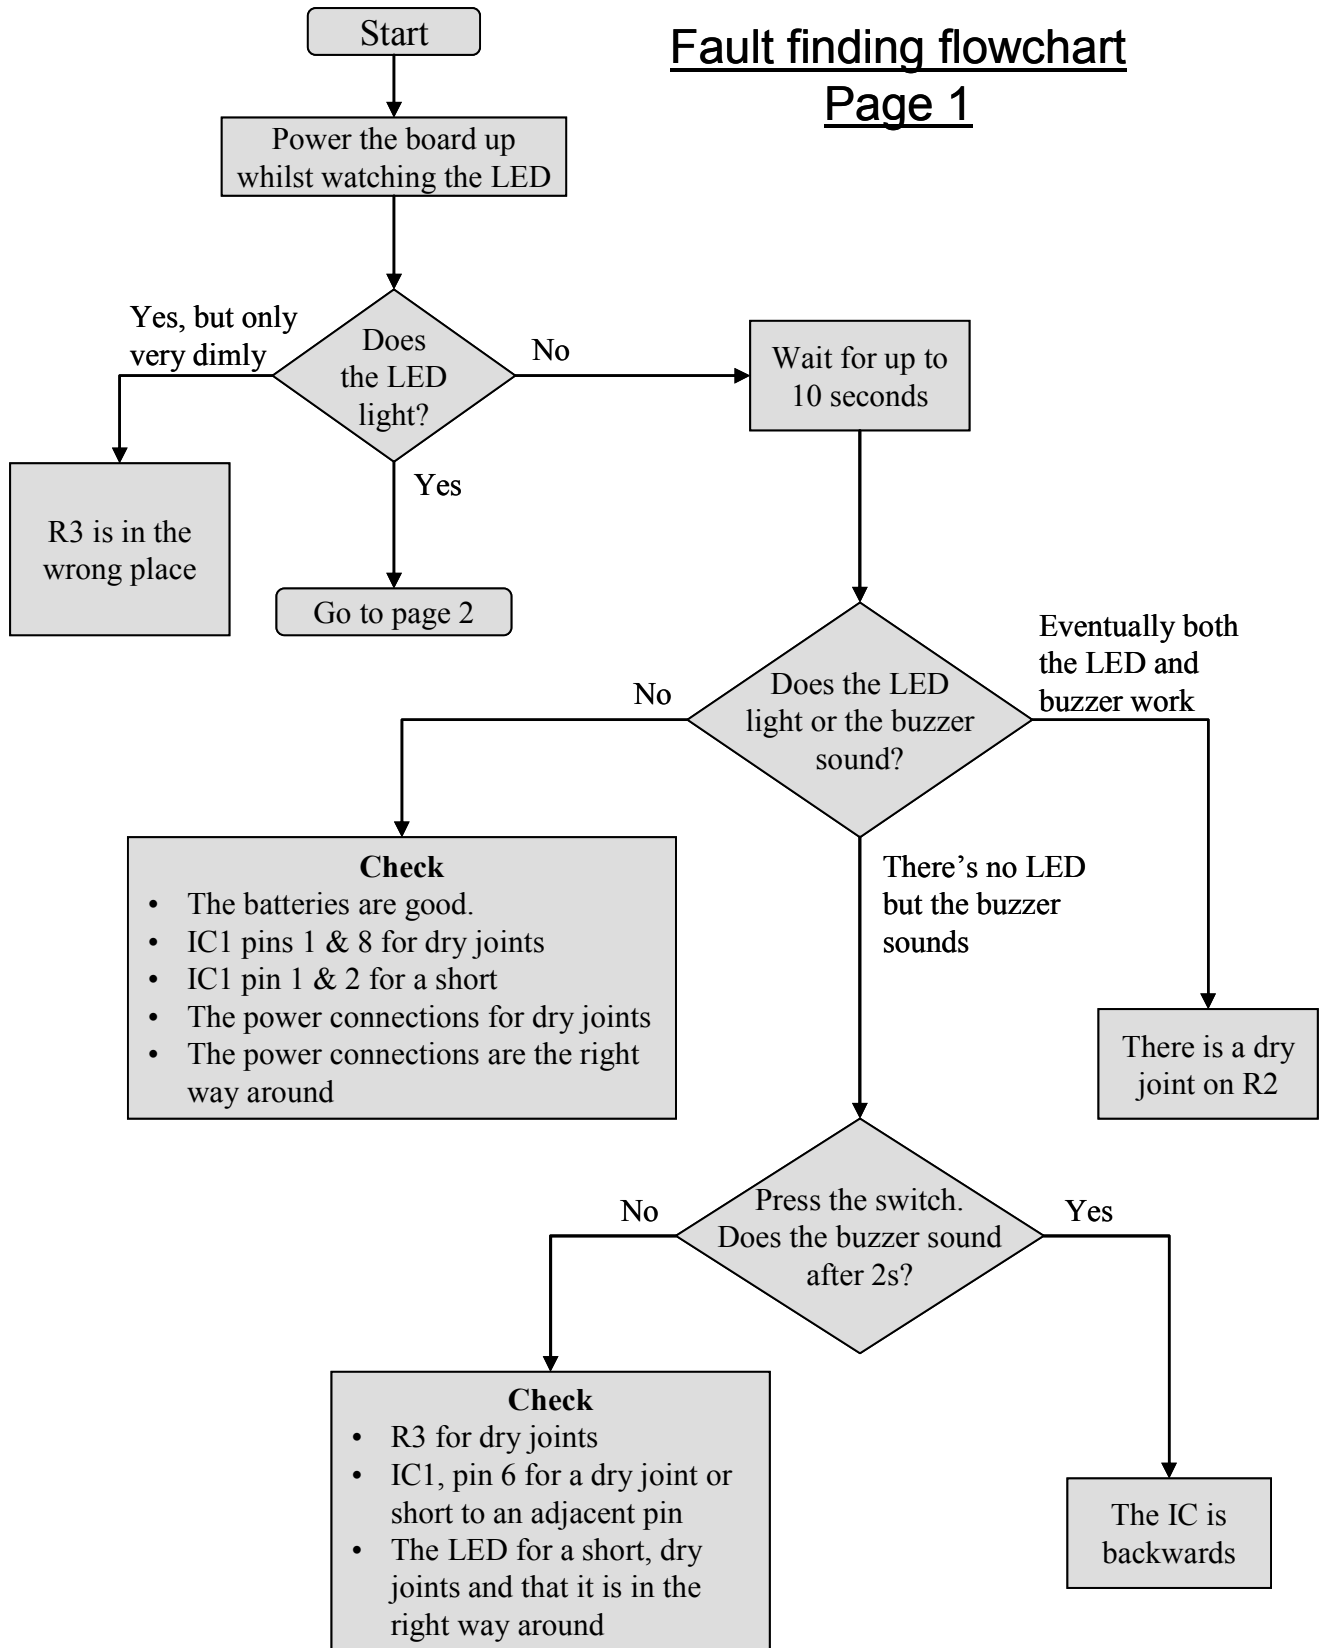 Start
Fault finding flowchart
Page 1
Power the board up
whilst watching the LED
Yes, but only
very dimly
Does
the LED
light?
No
Wait for up to
10 seconds
Yes
R3 is in the
wrong place
Go to page 2
Eventually both
the LED and
buzzer work
No
Does the LED
light or the buzzer
sound?
Check
• The batteries are good.
• IC1 pins 1 & 8 for dry joints
• IC1 pin 1 & 2 for a short
• The power connections for dry joints
• The power connections are the right
way around
There’s no LED
but the buzzer
sounds
There is a dry
joint on R2
No
Press the switch.
Does the buzzer sound
after 2s?
Yes
Check
• R3 for dry joints
• IC1, pin 6 for a dry joint or
short to an adjacent pin
• The LED for a short, dry
joints and that it is in the
right way around
The IC is
backwards